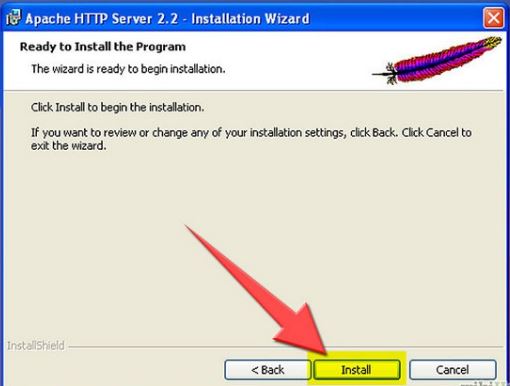 Apache HTTP Server 2.2 - Installation Wizard
Ready to Install the Program
The wizard is ready to begin installation.
Click Install to begin the installation.
If you want to review or change any of your installation settings, click Back. Click Cancel to
exit the wizard.
InstallShield
< Back
Install
Cancel